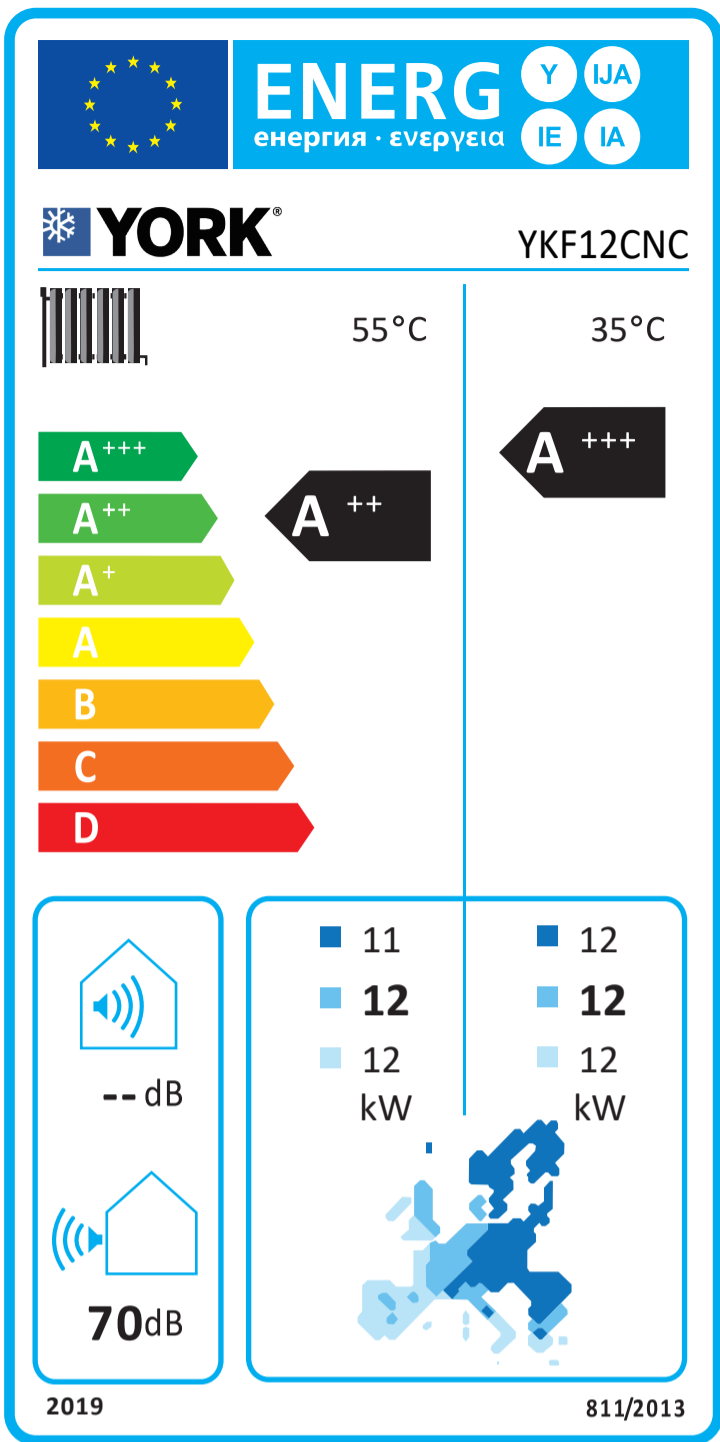 ENERG
енергия · ενεργεια
Y IJA
IE IA
YORK®
YKF12CNC
55°C 35°C
A+++
A++
A+
A
B
C
D
A++
A+++
11 12
12 12
12 12
kW kW
-- dB
70dB
2019 811/2013